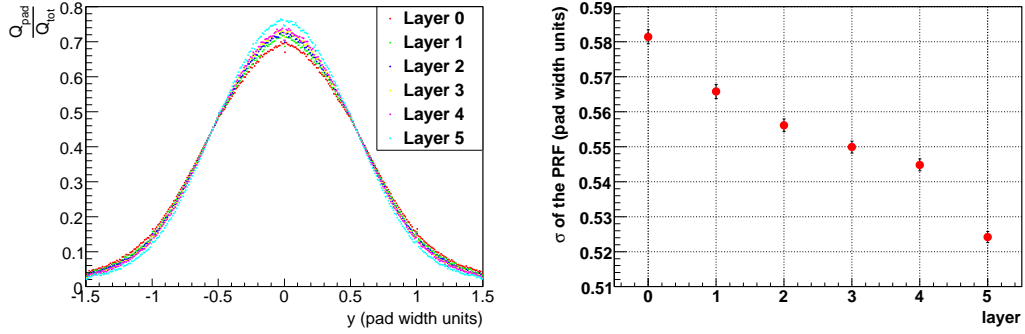 Q_pad
Q_tot
0.8
0.7
0.6
0.5
0.4
0.3
0.2
0.1
0
-1.5
-1
-0.5
0
0.5
1
1.5
y (pad width units)
Layer 0
Layer 1
Layer 2
Layer 3
Layer 4
Layer 5
σ of the PRF (pad width units)
0.59
0.58
0.57
0.56
0.55
0.54
0.53
0.52
0.51
0
1
2
3
4
5
layer